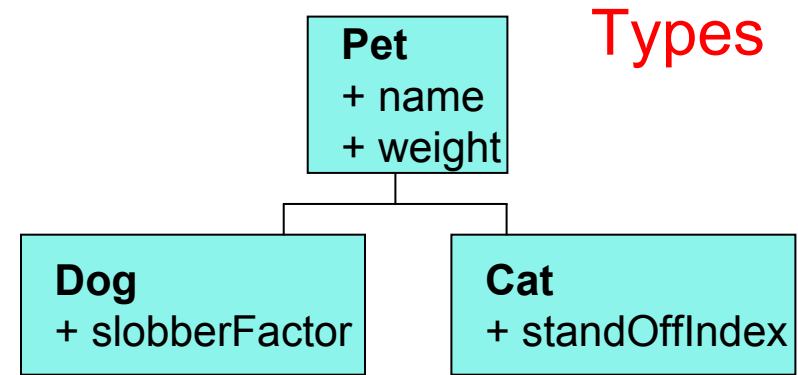 Types
Pet
+ name
+ weight
Dog
+ slobberFactor
Cat
+ standOffIndex